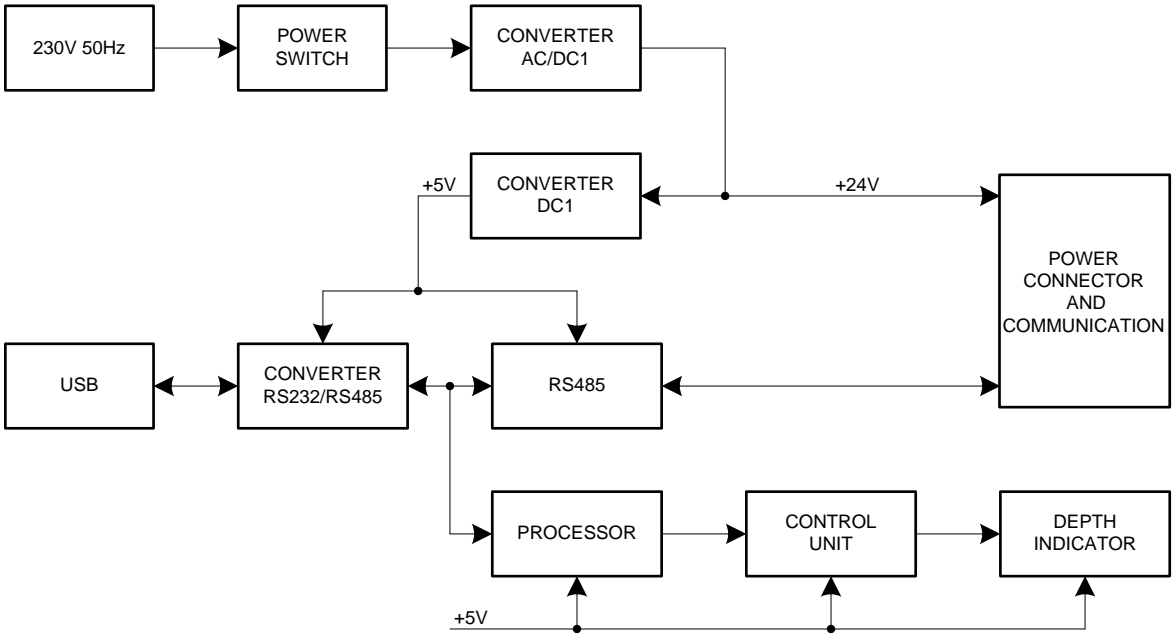 230V 50Hz
POWER
SWITCH
CONVERTER
AC/DC1
+5V
CONVERTER
DC1
+24V
POWER
CONNECTOR
AND
COMMUNICATION
USB
CONVERTER
RS232/RS485
RS485
PROCESSOR
CONTROL
UNIT
DEPTH
INDICATOR
+5V